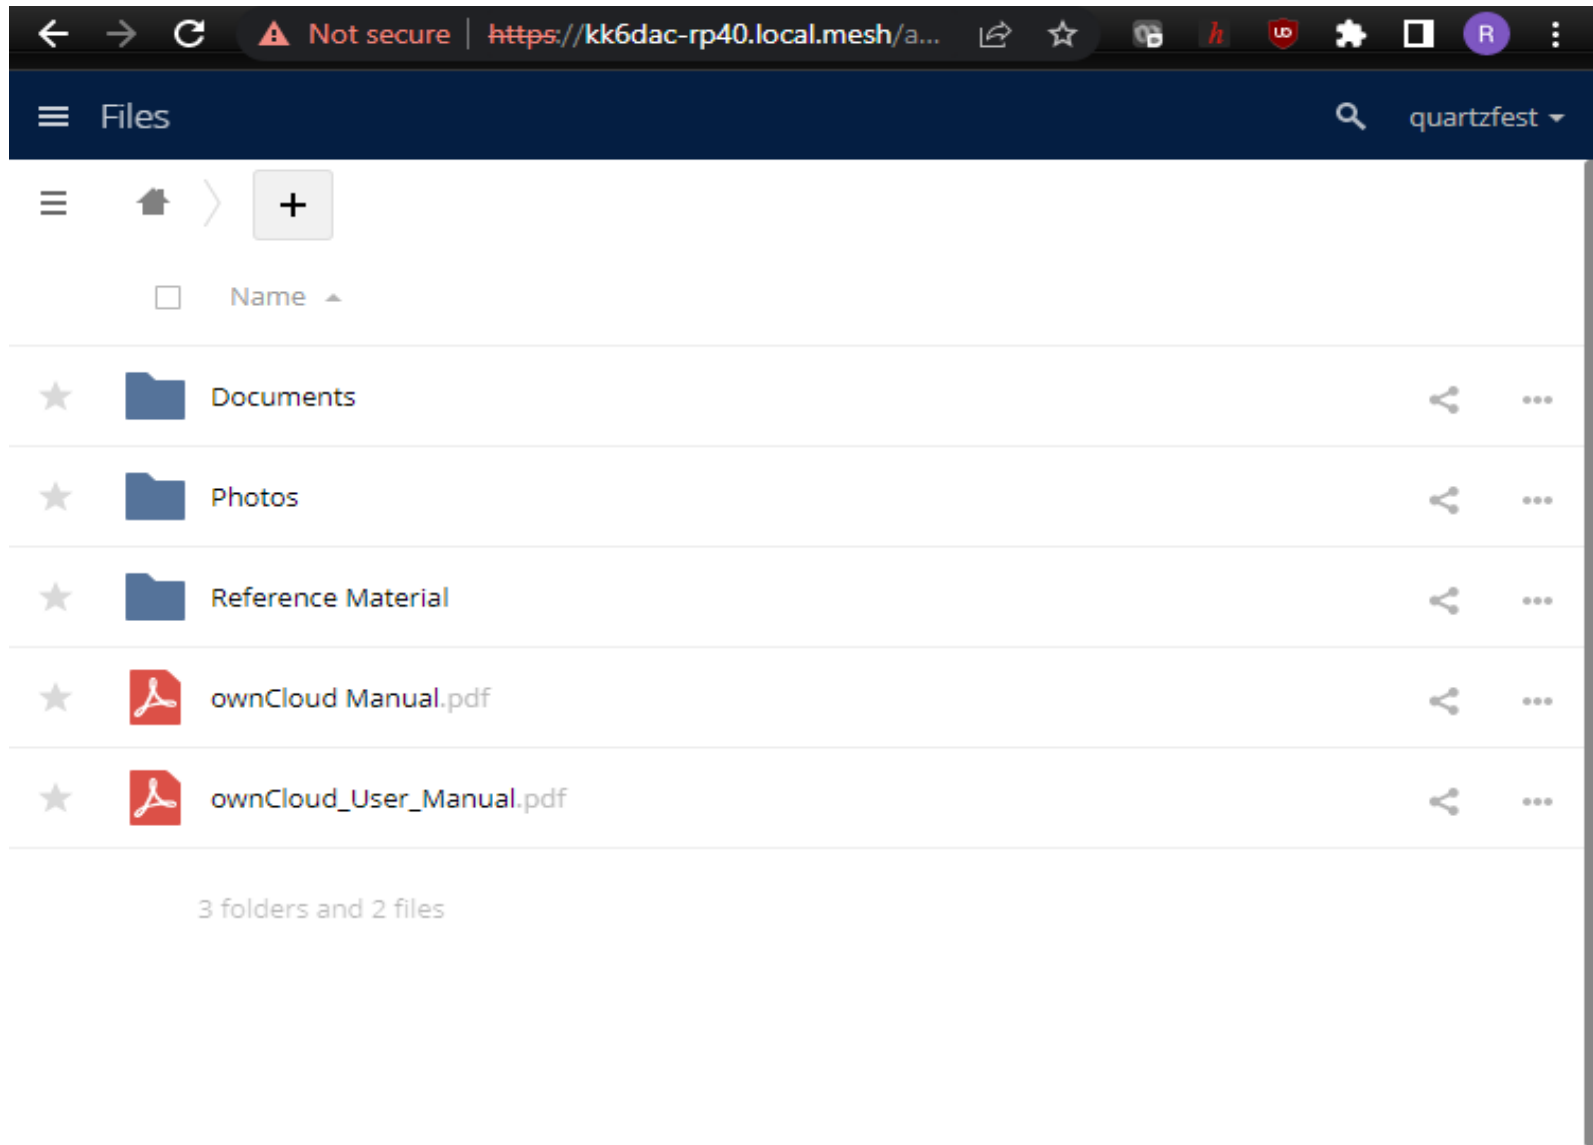 Not secure | https://kk6dac-rp40.local.mesh/a...
h
UD
R
Files
quartzfest
+
Name
Documents
Photos
Reference Material
ownCloud Manual.pdf
ownCloud_User_Manual.pdf
3 folders and 2 files